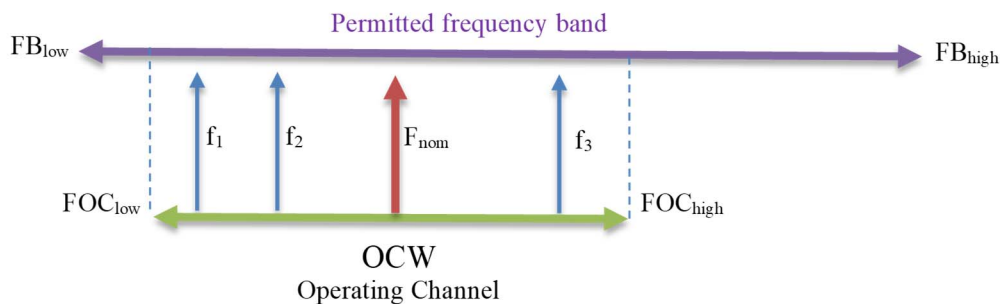 Permitted frequency band
FBlow
FBhigh
f1
f2
Fnom
f3
FOClow
FOChigh
OCW
Operating Channel